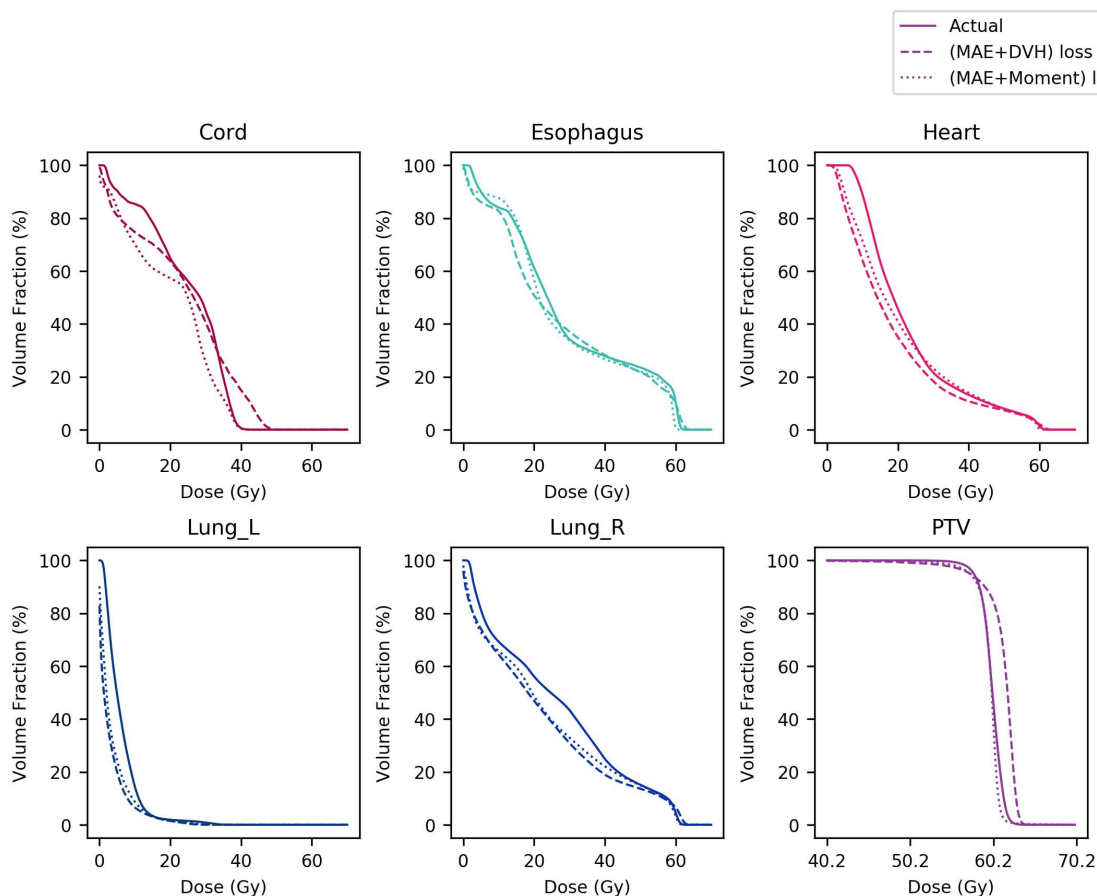 Actual
(MAE+DVH) loss
(MAE+Moment) l
Cord
Esophagus
Heart
Volume Fraction (%)
100
80
60
40
20
0
0 20 40 60
Dose (Gy)
Volume Fraction (%)
100
80
60
40
20
0
0 20 40 60
Dose (Gy)
Volume Fraction (%)
100
80
60
40
20
0
0 20 40 60
Dose (Gy)
Lung_L
Lung_R
PTV
Volume Fraction (%)
100
80
60
40
20
0
0 20 40 60
Dose (Gy)
Volume Fraction (%)
100
80
60
40
20
0
0 20 40 60
Dose (Gy)
Volume Fraction (%)
100
80
60
40
20
0
40.2 50.2 60.2 70.2
Dose (Gy)